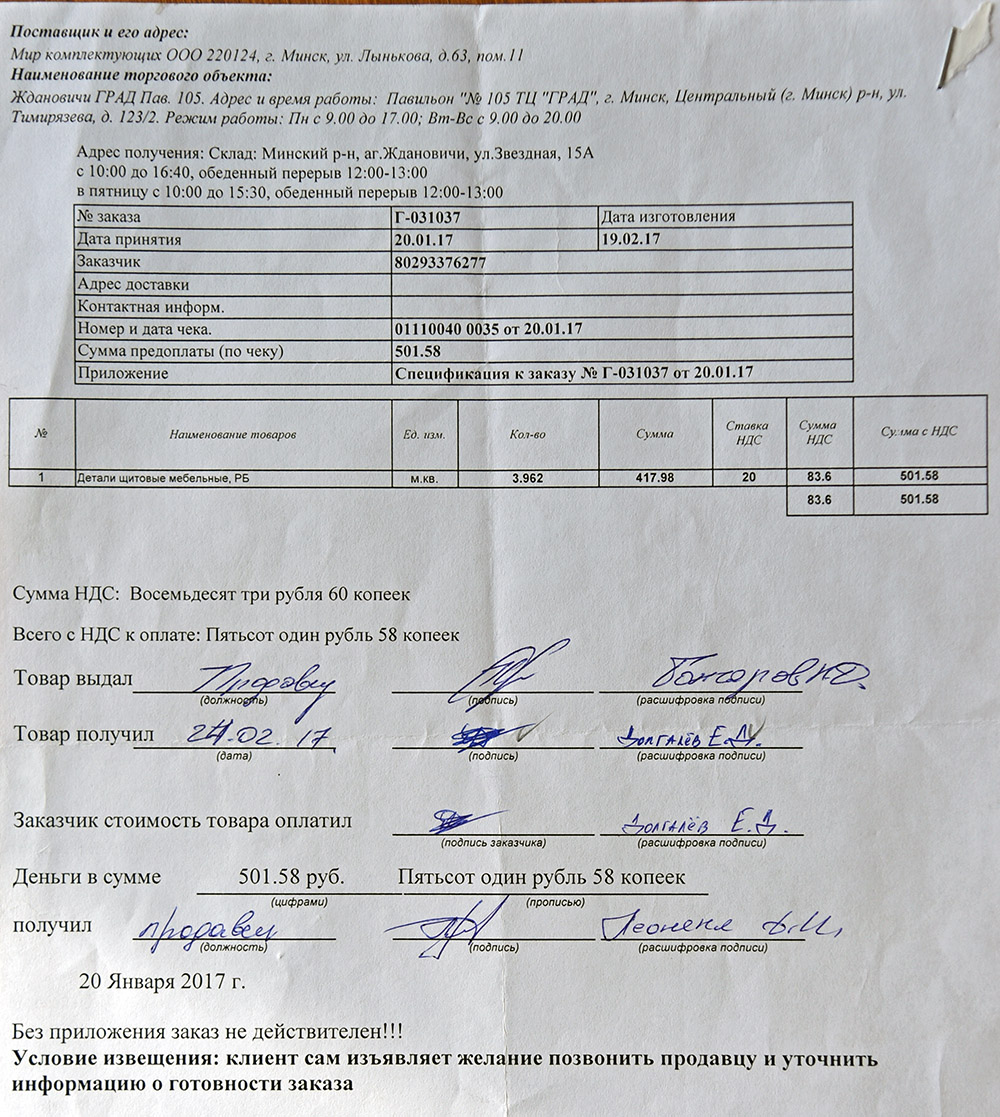 Поставщик и его адрес:
Мир комплектующих ООО 220124, г. Минск, ул. Лынькова, д.63, пом.11
Наименование торгового объекта:
Ждановичи ГРАД Пав. 105. Адрес и время работы: Павильон "№ 105 ТЦ "ГРАД", г. Минск, Центральный (г. Минск) р-н, ул.
Тимирязева, д. 123/2. Режим работы: Пн с 9.00 до 17.00; Вт-Вс с 9.00 до 20.00
Адрес получения: Склад: Минский р-н, аг.Ждановичи, ул.Звездная, 15А
с 10:00 до 16:40, обеденный перерыв 12:00-13:00
в пятницу с 10:00 до 15:30, обеденный перерыв 12:00-13:00
№ заказа Г-031037 Дата изготовления
Дата принятия 20.01.17 19.02.17
Заказчик 80293376277
Адрес доставки
Контактная информ.
Номер и дата чека. 01110040 0035 от 20.01.17
Сумма предоплаты (по чеку) 501.58
Приложение Спецификация к заказу № Г-031037 от 20.01.17
№ Наименование товаров Ед. изм. Кол-во Сумма Ставка НДС Сумма НДС Сумма с НДС
1 Детали щитовые мебельные, РБ м.кв. 3.962 417.98 20 83.6 501.58
83.6 501.58
Сумма НДС: Восемьдесят три рубля 60 копеек
Всего с НДС к оплате: Пятьсот один рубль 58 копеек
Товар выдал Продавец
(должность) (подпись) (расшифровка подписи)
Товар получил 24.02.17 Долгалёв Е.Д.
(дата) (подпись) (расшифровка подписи)
Заказчик стоимость товара оплатил Долгалёв Е.Д.
(подпись заказчика) (расшифровка подписи)
Деньги в сумме 501.58 руб. Пятьсот один рубль 58 копеек
(цифрами) (прописью)
получил продавец
(должность) (подпись) (расшифровка подписи)
20 Января 2017 г.
Без приложения заказ не действителен!!!
Условие извещения: клиент сам изъявляет желание позвонить продавцу и уточнить
информацию о готовности заказа